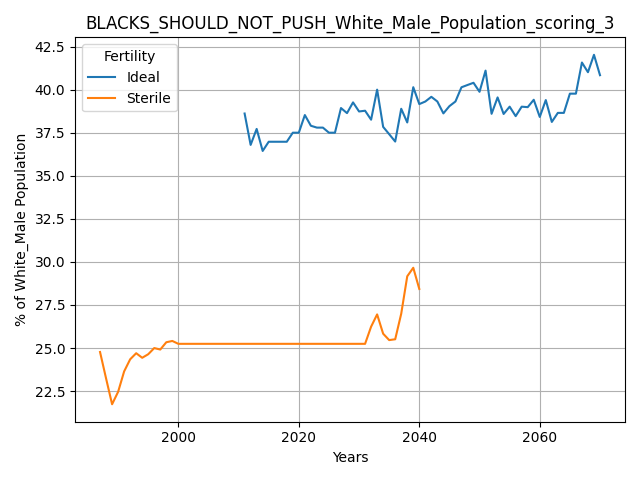 BLACKS_SHOULD_NOT_PUSH_White_Male_Population_scoring_3
Fertility
Ideal
Sterile
% of White_Male Population
42.5
40.0
37.5
35.0
32.5
30.0
27.5
25.0
22.5
2000
2020
2040
2060
Years